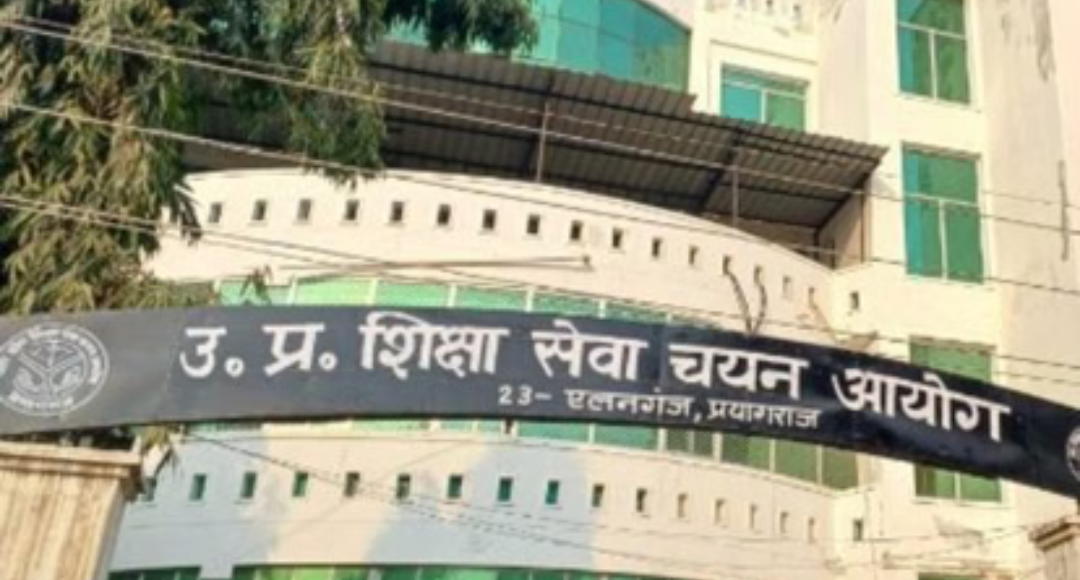 उ. प्र. शिक्षा सेवा चयन आयोग
23- एलनगंज, प्रयागराज